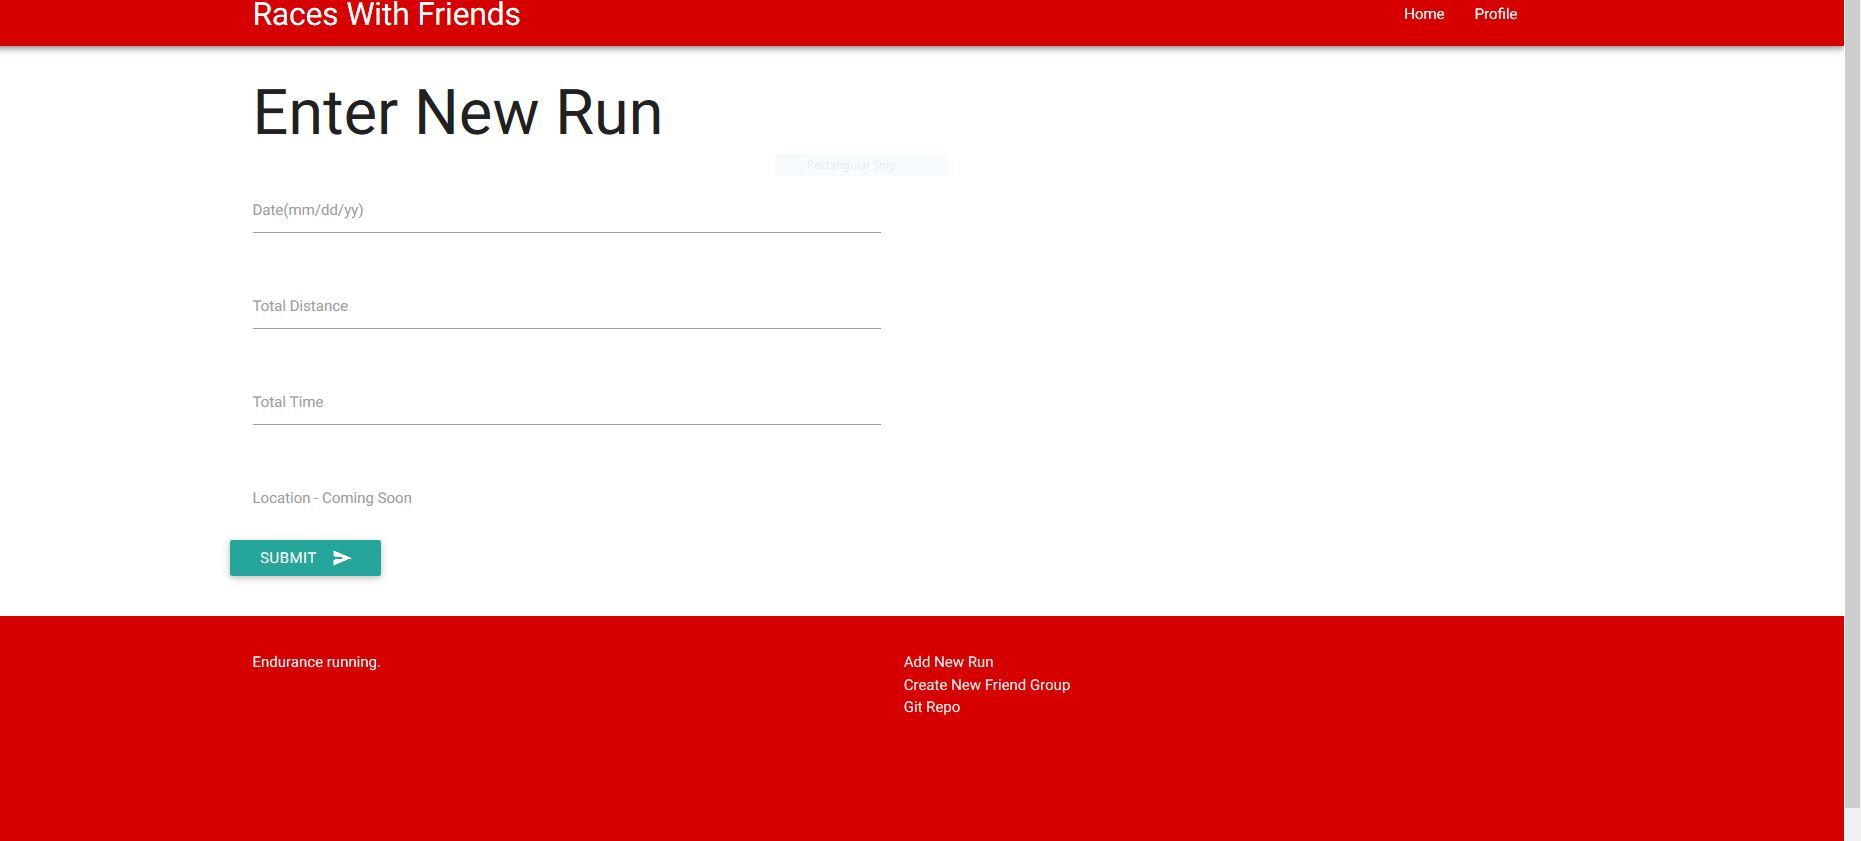 Races With Friends
Home Profile
Enter New Run
Rectangular Snip
Date(mm/dd/yy)
Total Distance
Total Time
Location - Coming Soon
SUBMIT
Endurance running.
Add New Run
Create New Friend Group
Git Repo